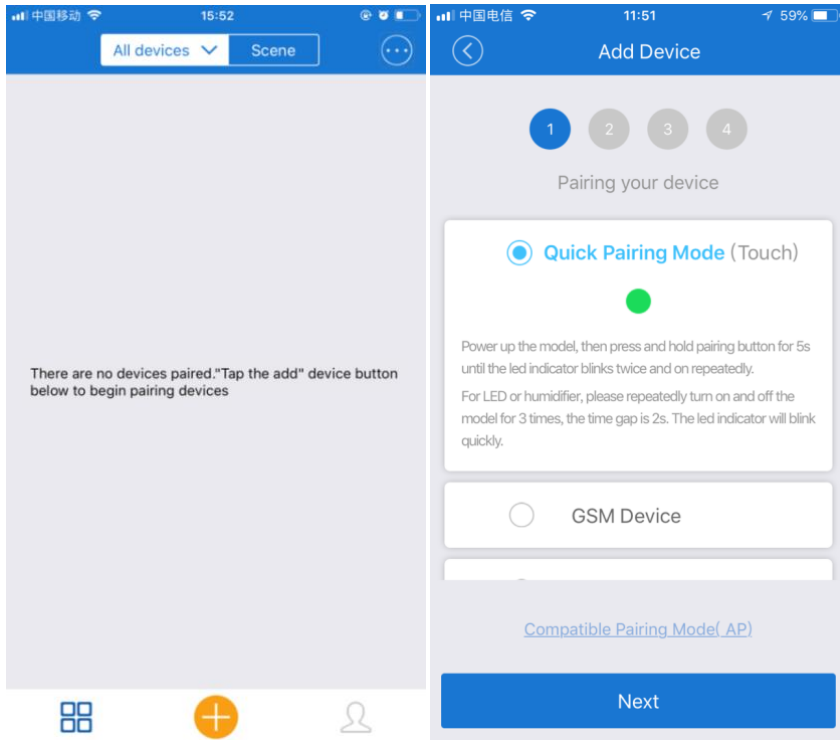 中国移动
15:52
All devices
Scene
There are no devices paired."Tap the add" device button
below to begin pairing devices
中国电信
11:51
59%
Add Device
1
2
3
4
Pairing your device
Quick Pairing Mode (Touch)
Power up the model, then press and hold pairing button for 5s
until the led indicator blinks twice and on repeatedly.
For LED or humidifier, please repeatedly turn on and off the
model for 3 times, the time gap is 2s. The led indicator will blink
quickly.
GSM Device
Compatible Pairing Mode( AP)
Next